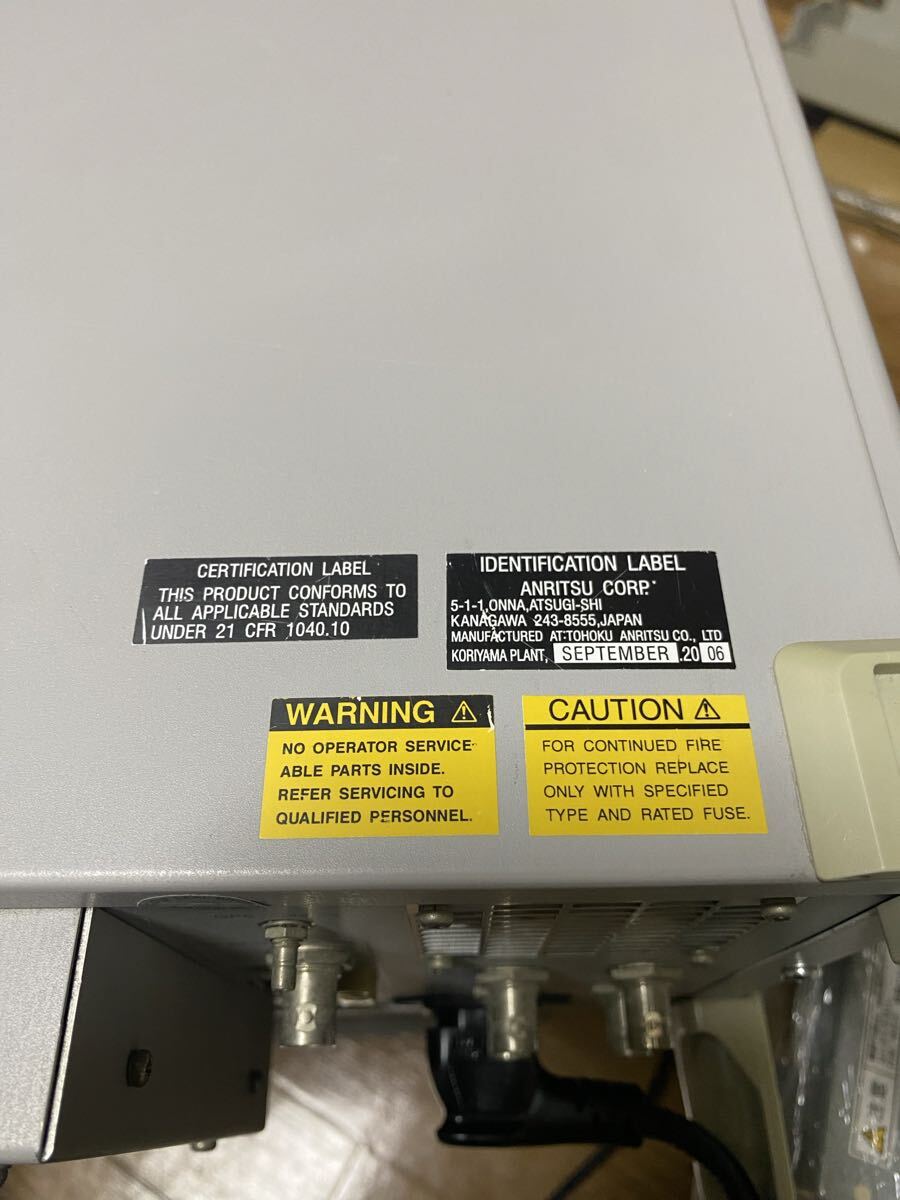 CERTIFICATION LABEL
THIS PRODUCT CONFORMS TO
ALL APPLICABLE STANDARDS
UNDER 21 CFR 1040.10
IDENTIFICATION LABEL
ANRITSU CORP.
5-1-1,ONNA,ATSUGI-SHI
KANAGAWA 243-8555,JAPAN
MANUFACTURED AT:TOHOKU ANRITSU CO., LTD
KORIYAMA PLANT, SEPTEMBER .20 06
WARNING ⚠
NO OPERATOR SERVICE-
ABLE PARTS INSIDE.
REFER SERVICING TO
QUALIFIED PERSONNEL.
CAUTION ⚠
FOR CONTINUED FIRE
PROTECTION REPLACE
ONLY WITH SPECIFIED
TYPE AND RATED FUSE.